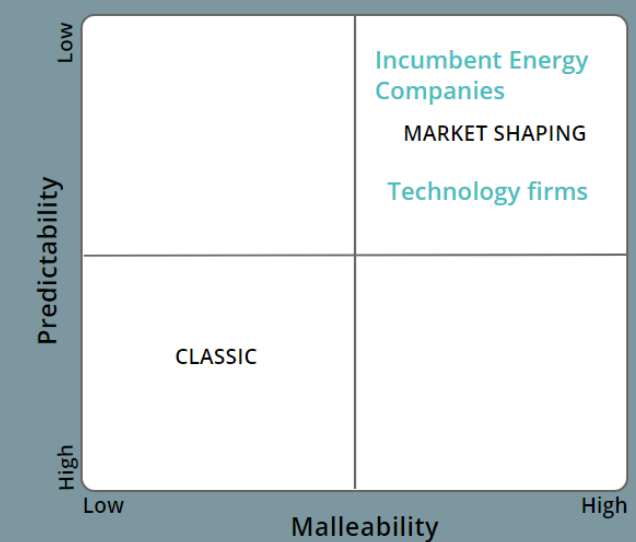 Low
Incumbent Energy
Companies
MARKET SHAPING
Technology firms
Predictability
CLASSIC
High
Low
High
Malleability